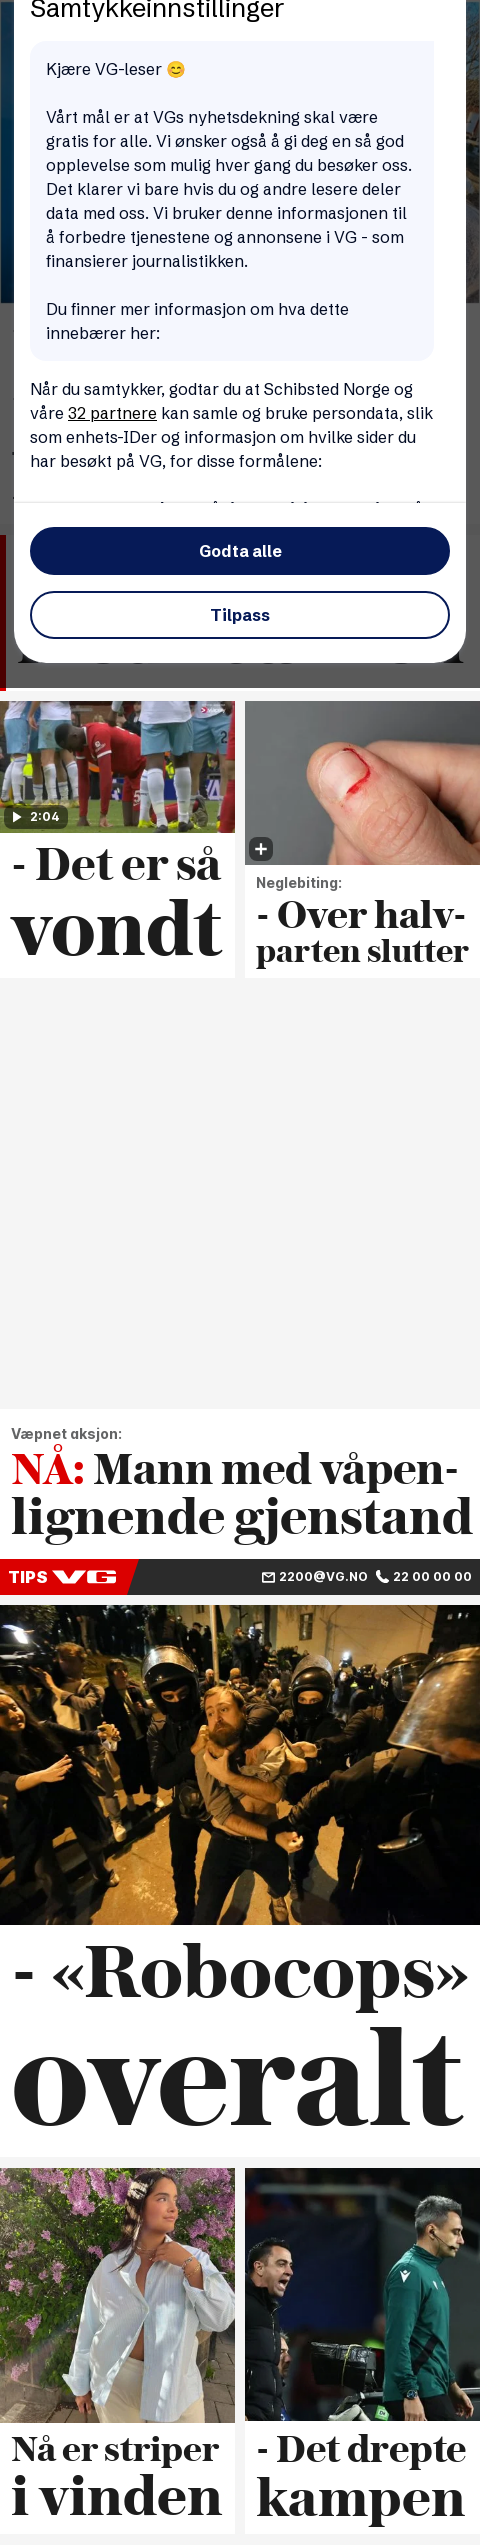 Samtykkeinnstillinger
Kjære VG-leser 😊
Vårt mål er at VGs nyhetsdekning skal være
gratis for alle. Vi ønsker også å gi deg en så god
opplevelse som mulig hver gang du besøker oss.
Det klarer vi bare hvis du og andre lesere deler
data med oss. Vi bruker denne informasjonen til
å forbedre tjenestene og annonsene i VG - som
finansierer journalistikken.
Du finner mer informasjon om hva dette
innebærer her:
Når du samtykker, godtar du at Schibsted Norge og
våre 32 partnere kan samle og bruke persondata, slik
som enhets-IDer og informasjon om hvilke sider du
har besøkt på VG, for disse formålene:
Godta alle
Tilpass
2:04
- Det er så
vondt
Neglebiting:
- Over halv-
parten slutter
Væpnet aksjon:
NÅ: Mann med våpen-
lignende gjenstand
TIPS VG 2200@VG.NO 22 00 00 00
- «Robocops»
overalt
Nå er striper
i vinden
- Det drepte
kampen